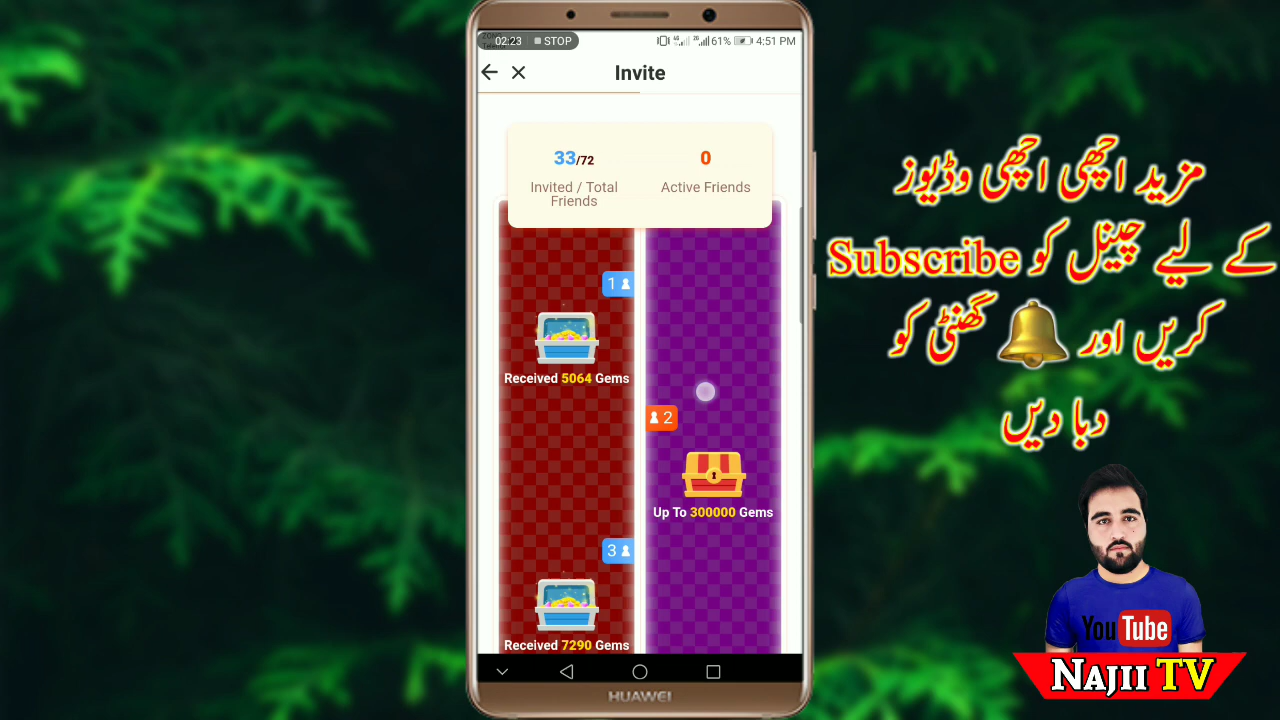 02:23 STOP
61% 4:51 PM
Invite
33/72
Invited / Total
Friends
0
Active Friends
1
Received 5064 Gems
2
Up To 300000 Gems
3
Received 7290 Gems
HUAWEI
مزید اچھی اچھی وڈیوز
کے لیے چینل کو Subscribe
کریں اور 🔔 گھنٹی کو
دبا دیں
YouTube
NAJII TV